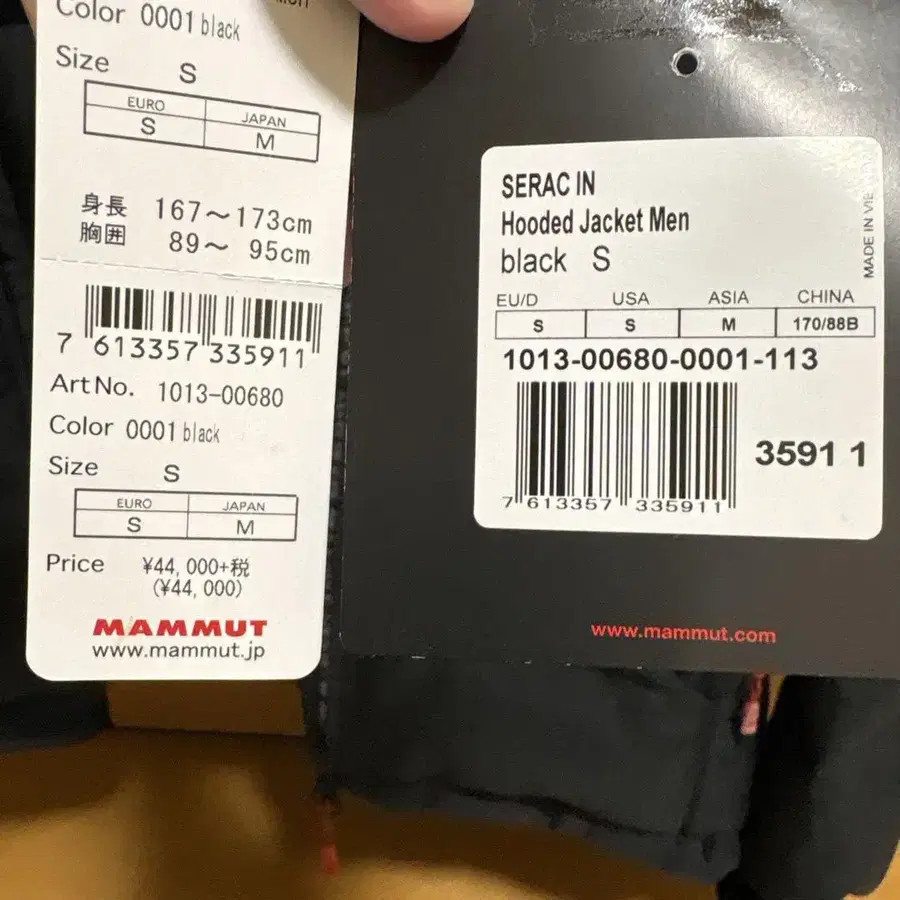 Color 0001 black
Size S
EURO JAPAN
S M
身長 167～173cm
胸囲 89～ 95cm
7 613357 335911
Art No. 1013-00680
Color 0001 black
Size S
EURO JAPAN
S M
Price ¥44,000+税
(¥44,000)
MAMMUT
www.mammut.jp
SERAC IN
Hooded Jacket Men
black S
MADE IN VIE
EU/D USA ASIA CHINA
S S M 170/88B
1013-00680-0001-113
3591 1
7 613357 335911
www.mammut.com